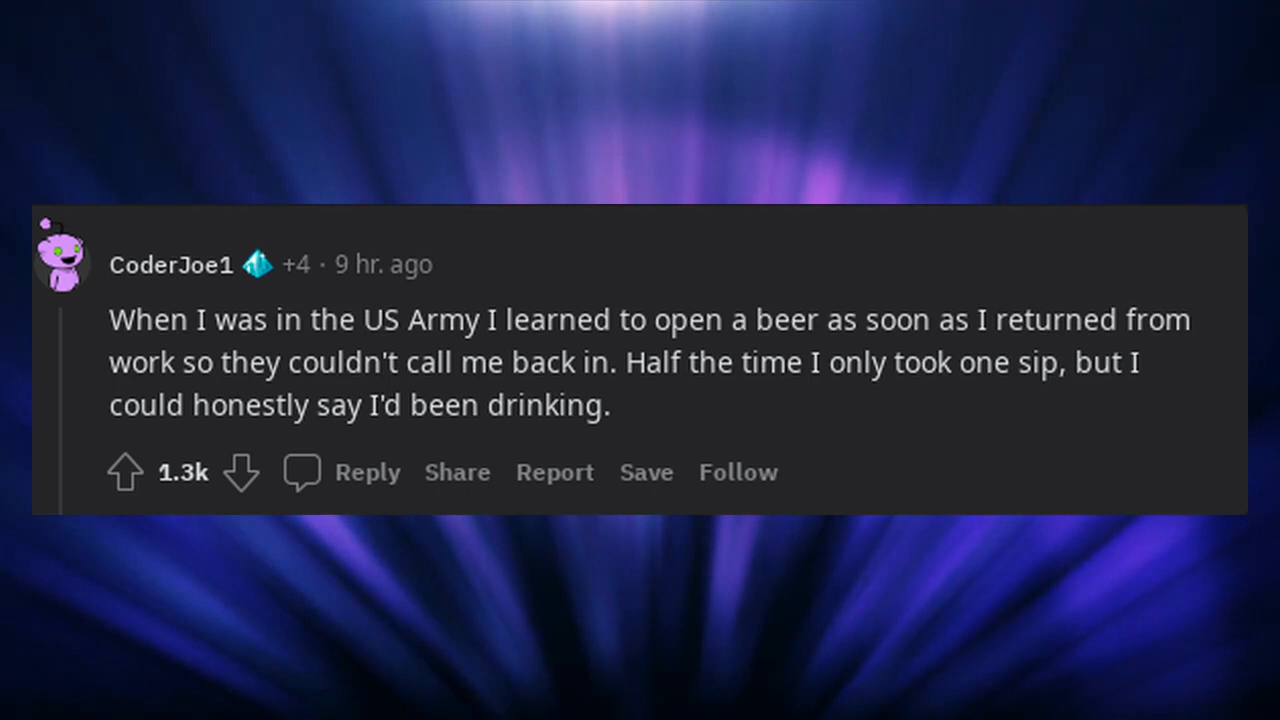 CoderJoe1 +4 · 9 hr. ago
When I was in the US Army I learned to open a beer as soon as I returned from
work so they couldn't call me back in. Half the time I only took one sip, but I
could honestly say I'd been drinking.
1.3k Reply Share Report Save Follow